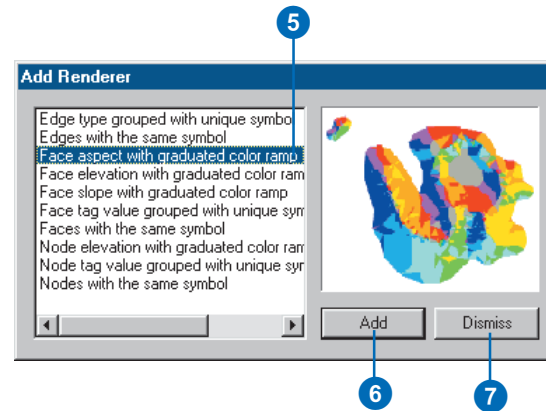 5
Add Renderer
Edge type grouped with unique symbol
Edges with the same symbol
Face aspect with graduated color ramp
Face elevation with graduated color ram
Face slope with graduated color ramp
Face tag value grouped with unique sym
Faces with the same symbol
Node elevation with graduated color ram
Node tag value grouped with unique syr
Nodes with the same symbol
Add
Dismiss
6
7